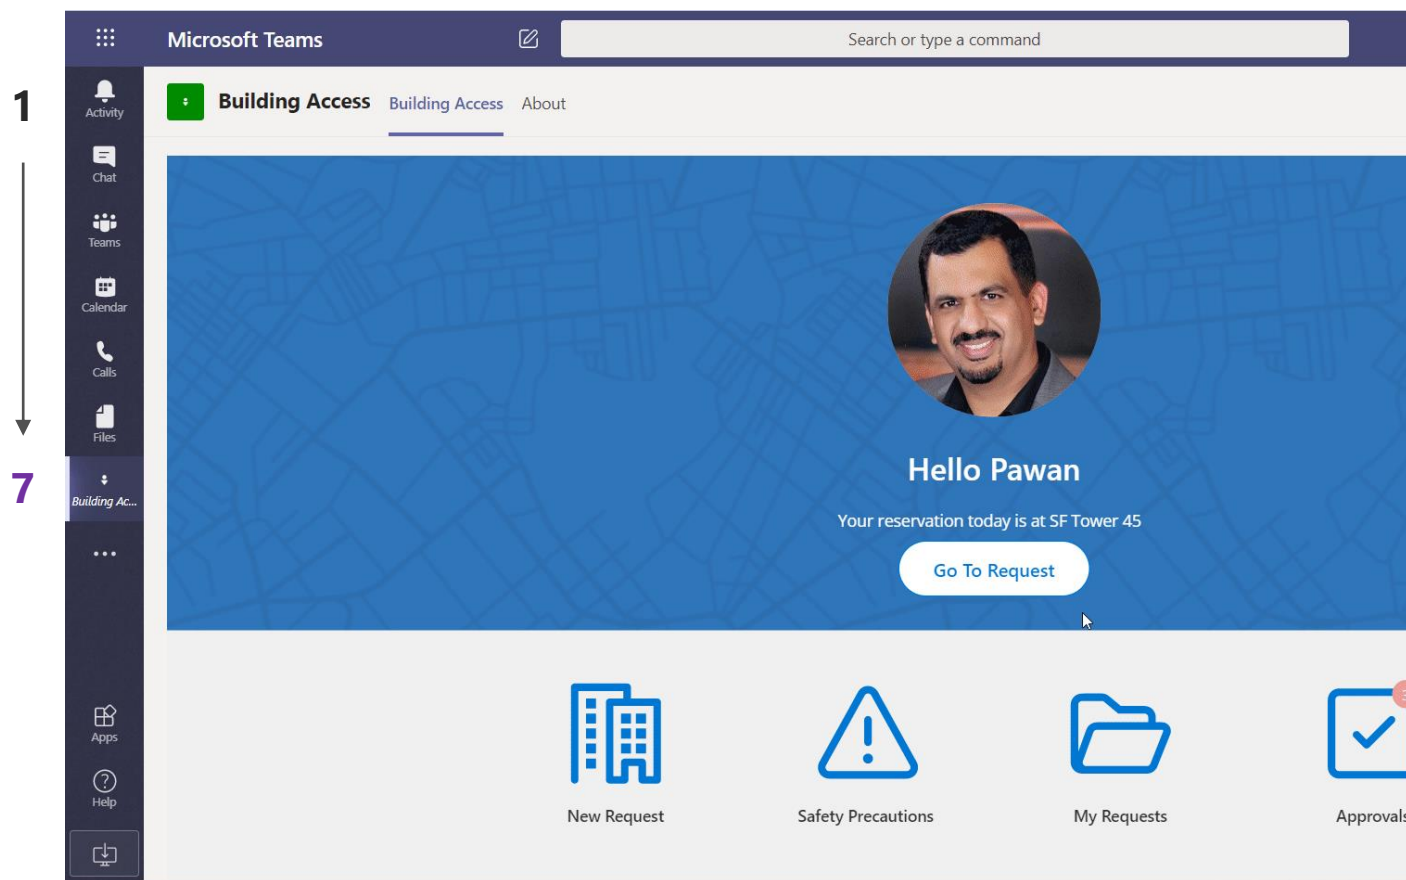 Microsoft Teams
Search or type a command
1
Activity
Building Access
Building Access
About
Chat
Teams
Calendar
Calls
Files
7
Building Ac...
Hello Pawan
Your reservation today is at SF Tower 45
Go To Request
Apps
Help
New Request
Safety Precautions
My Requests
Approvals